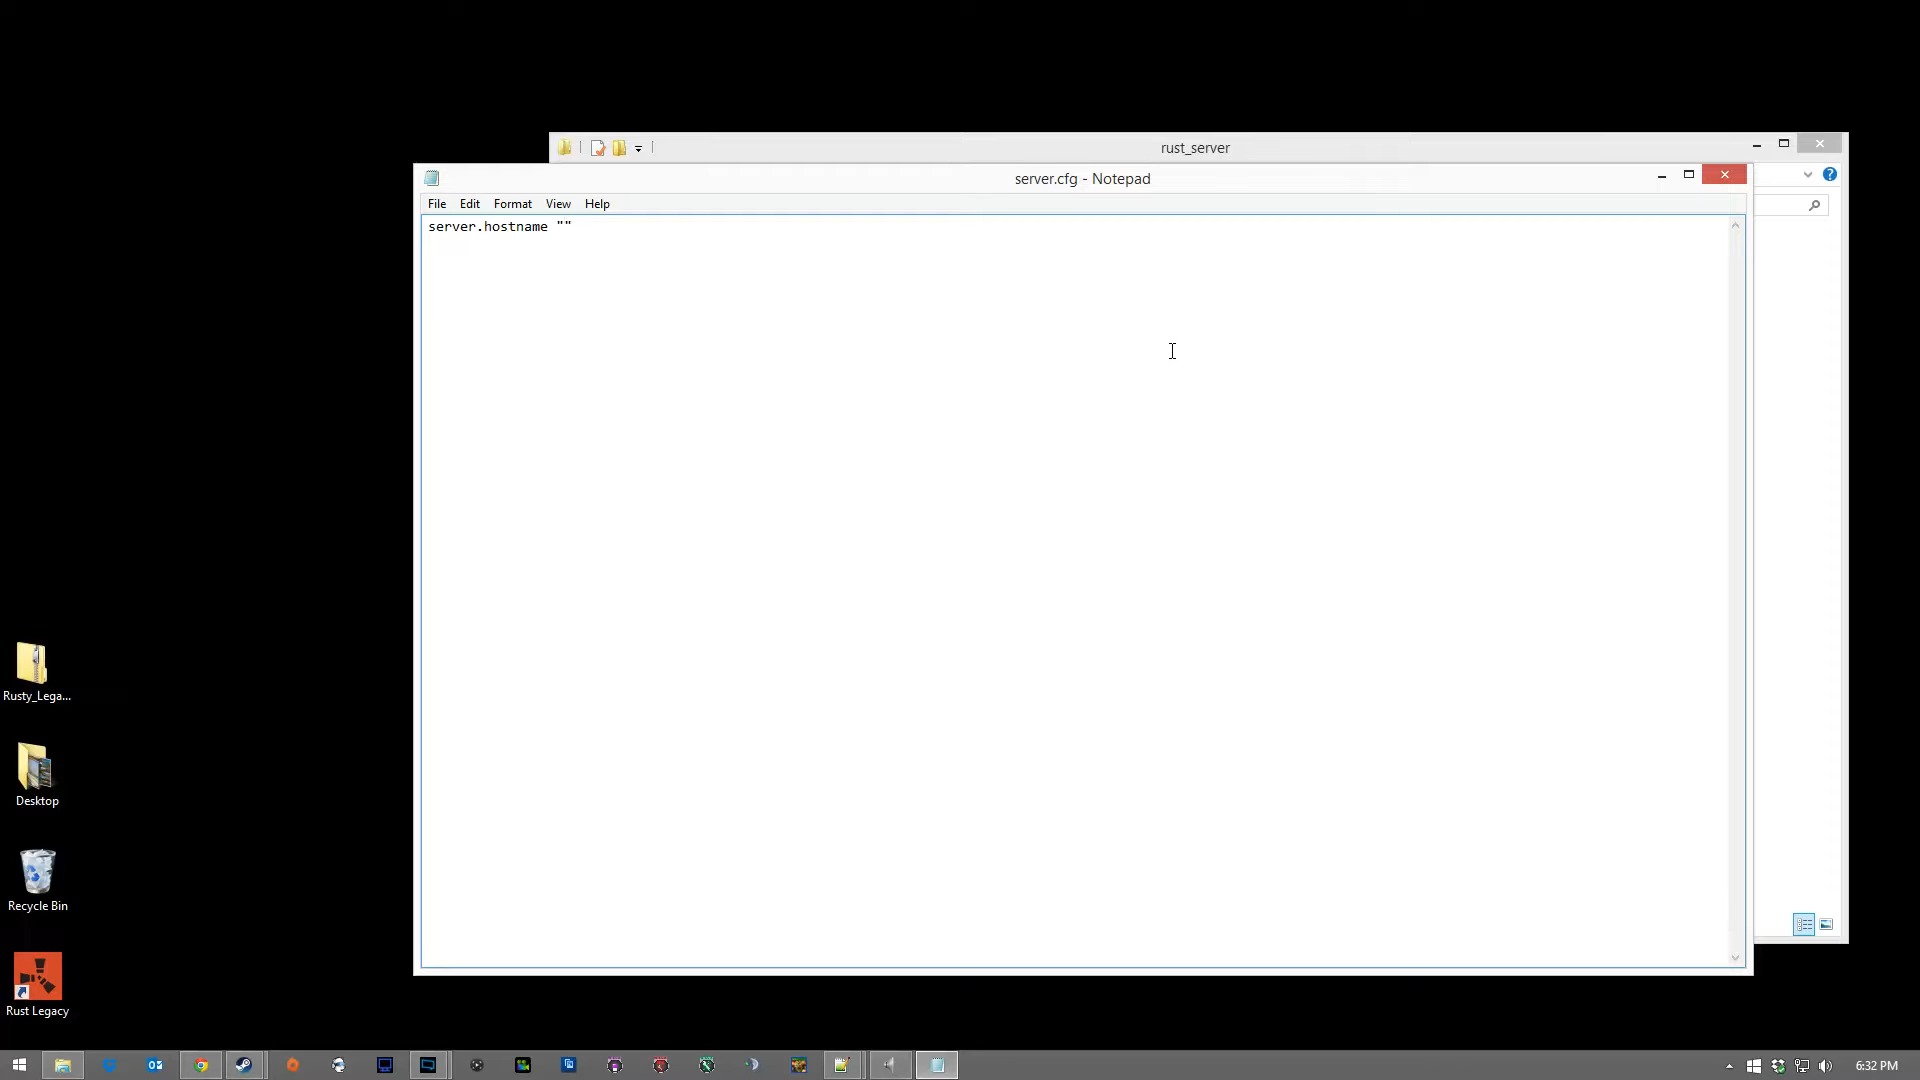 rust_server
server.cfg - Notepad
File Edit Format View Help
server.hostname ""
Rusty_Lega...
Desktop
Recycle Bin
Rust Legacy
6:32 PM